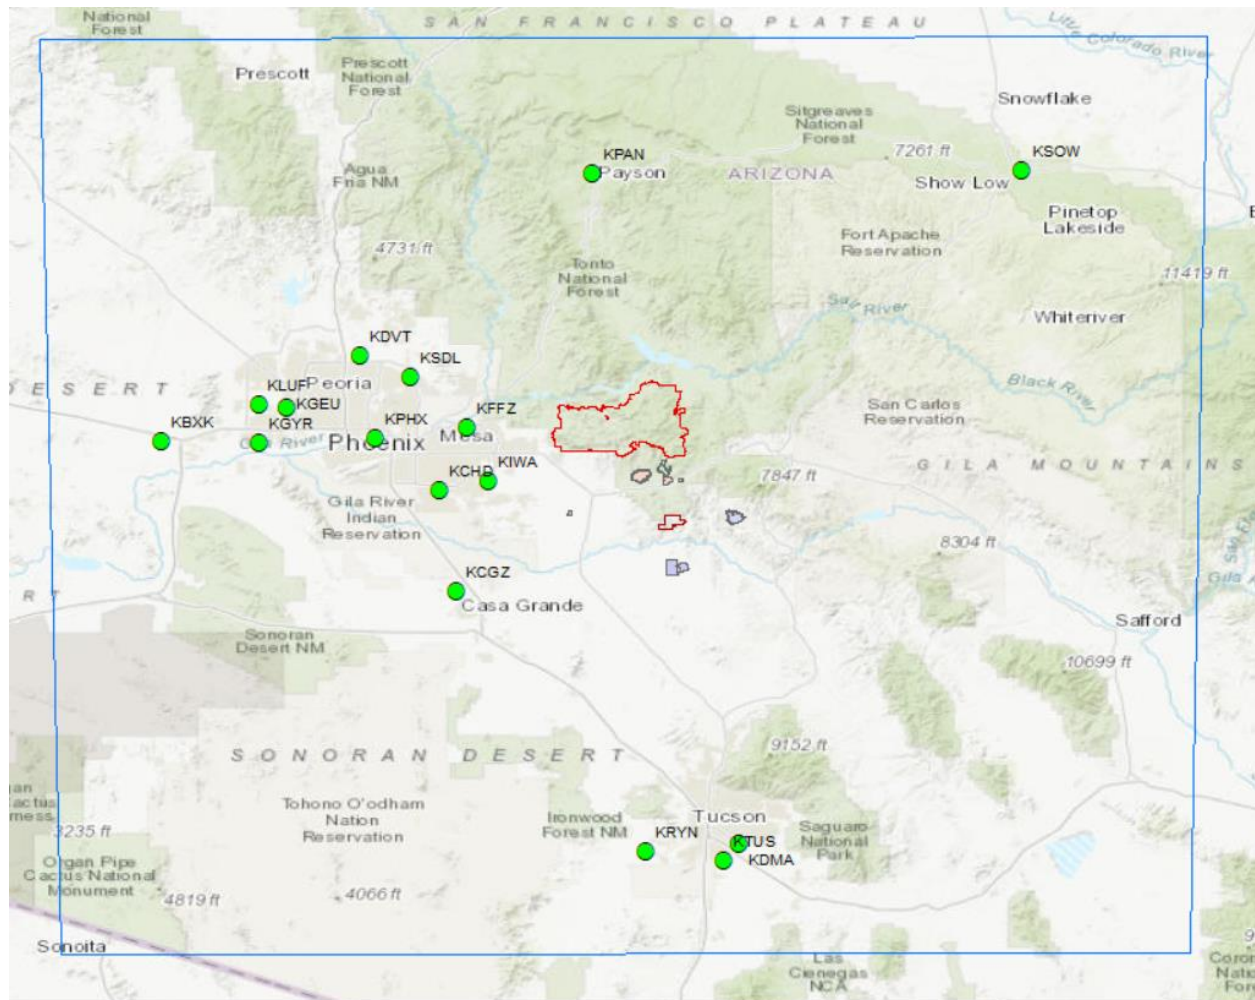 National
Forest
SAN FRANCISCO PLATEAU
Little Colorado River
Prescott
Prescott
National
Forest
Snowflake
Sitgreaves
National
Forest
7261 ft
KSOW
KPAN
Payson
ARIZONA
Show Low
Agua
Fria NM
Pinetop
Lakeside
Fort Apache
Reservation
4731 ft
Tonto
National
Forest
11419 ft
Salt River
Whiteriver
KDVT
KSDL
Peoria
DESERT
KLUF
KGEU
Black River
San Carlos
Reservation
KBXK
KGYR
KPHX
KFFZ
Gila River
Phoenix
Mesa
GILA MOUNTAINS
KCHD
KIWA
7847 ft
Gila River
Indian
Reservation
8304 ft
KCGZ
Casa Grande
RT
Safford
Sonoran
Desert NM
10699 ft
SONORAN DESERT
9152 ft
Tohono O'odham
Nation
Reservation
Ironwood
Forest NM
Tucson
3235 ft
KRYN
KTUS
KDMA
Saguaro
National
Park
Organ Pipe
Cactus National
Monument
4819 ft
4066 ft
Sonoita
Las
Cienegas
NCA